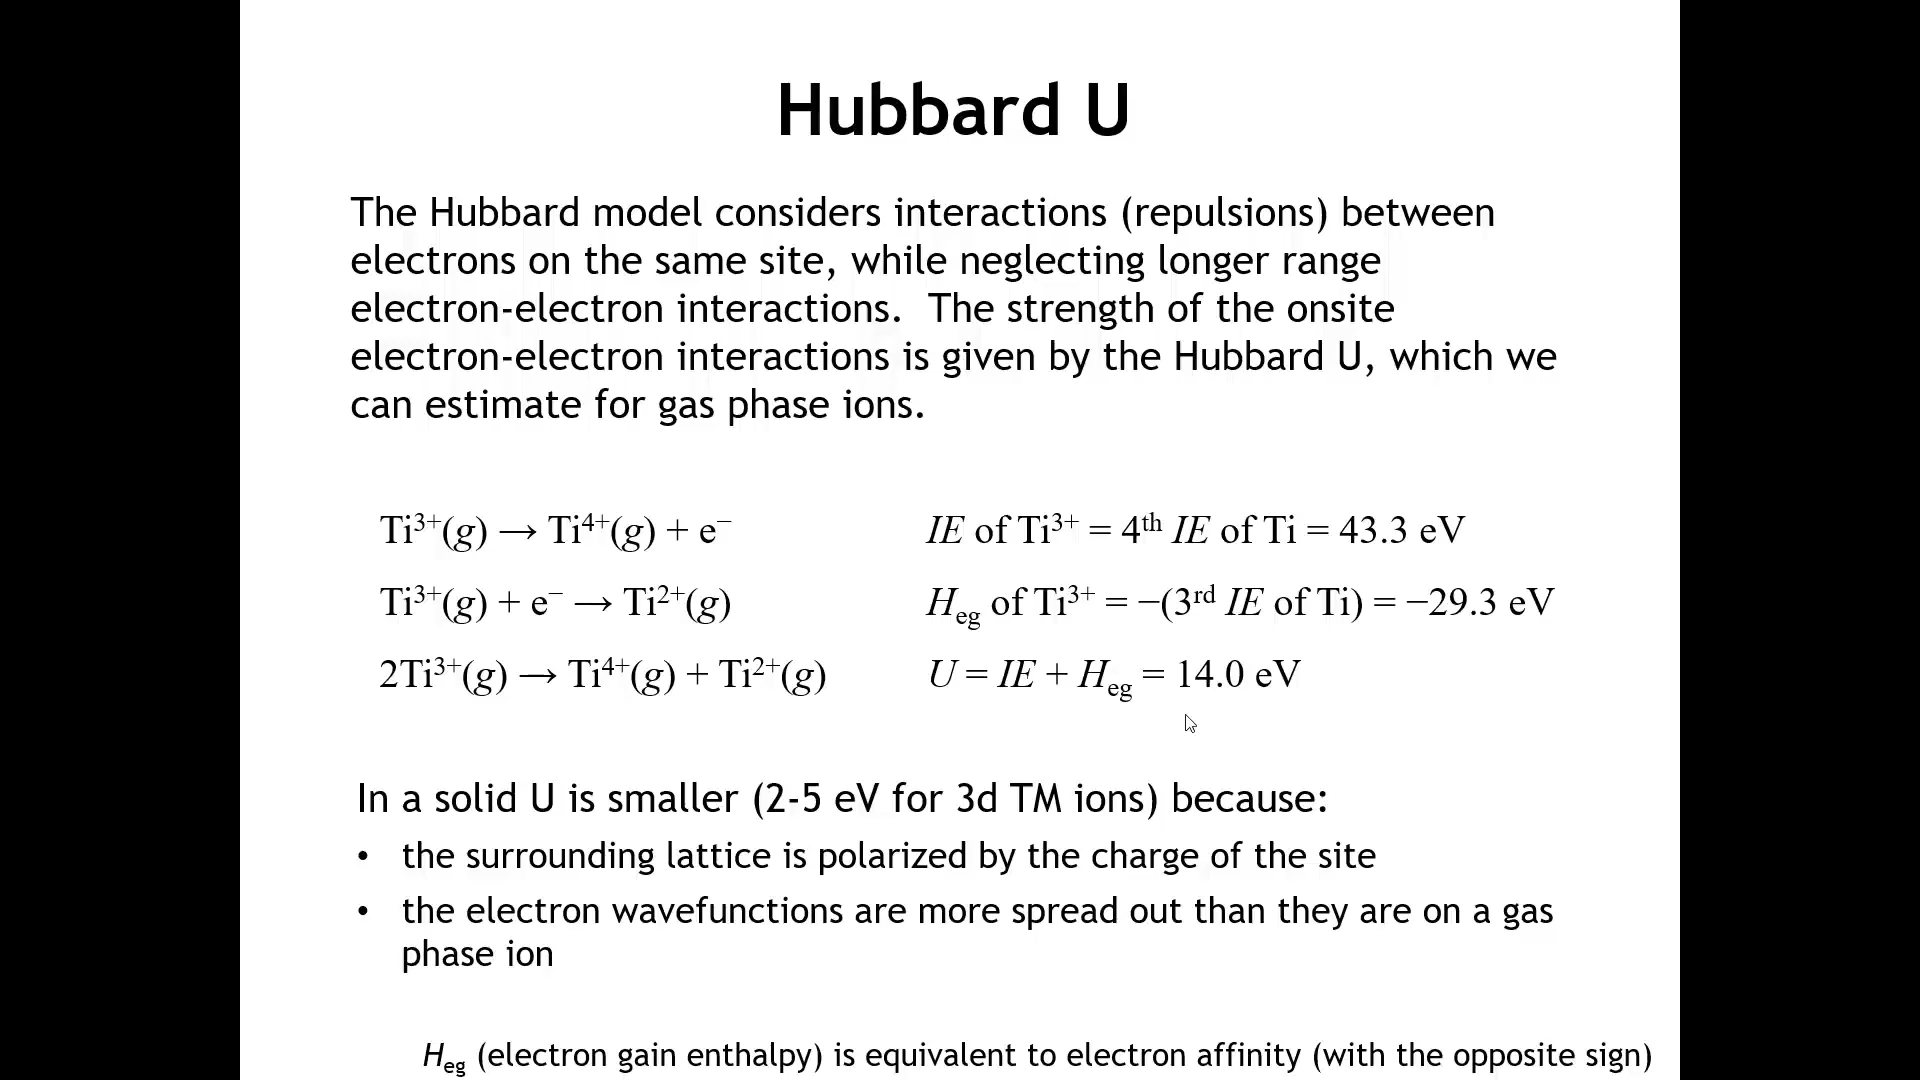 Hubbard U
The Hubbard model considers interactions (repulsions) between
electrons on the same site, while neglecting longer range
electron-electron interactions.  The strength of the onsite
electron-electron interactions is given by the Hubbard U, which we
can estimate for gas phase ions.
Ti³⁺(g) → Ti⁴⁺(g) + e⁻    IE of Ti³⁺ = 4ᵗʰ IE of Ti = 43.3 eV
Ti³⁺(g) + e⁻ → Ti²⁺(g)    H_eg of Ti³⁺ = −(3ʳᵈ IE of Ti) = −29.3 eV
2Ti³⁺(g) → Ti⁴⁺(g) + Ti²⁺(g)    U = IE + H_eg = 14.0 eV
In a solid U is smaller (2-5 eV for 3d TM ions) because:
• the surrounding lattice is polarized by the charge of the site
• the electron wavefunctions are more spread out than they are on a gas
phase ion
H_eg (electron gain enthalpy) is equivalent to electron affinity (with the opposite sign)